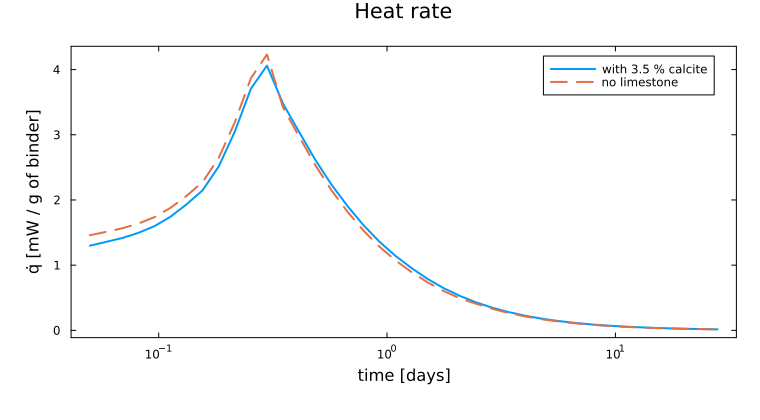 Heat rate
q̇ [mW / g of binder]
4
3
2
1
0
with 3.5 % calcite
no limestone
10⁻¹
10⁰
10¹
time [days]